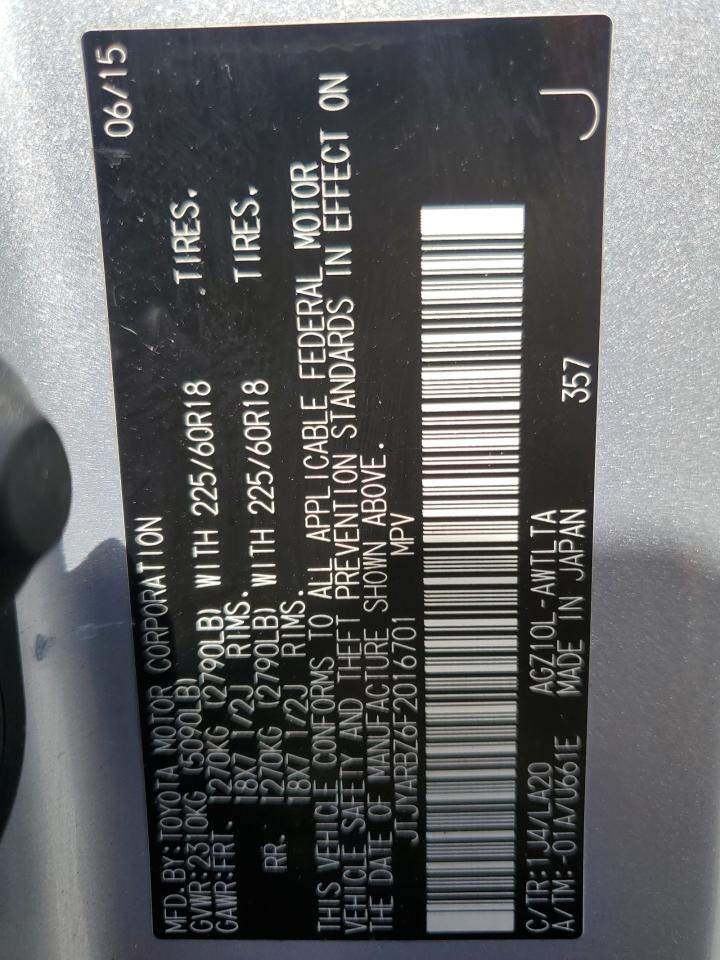 MFD.BY:TOYOTA MOTOR CORPORATION 06/15
GVWR:2310KG (5090LB)
GAWR:FRT. 1270KG (2790LB) WITH 225/60R18 .TIRES.
18X7 1/2J RIMS.
RR. 1270KG (2790LB) WITH 225/60R18 TIRES.
18X7 1/2J RIMS.
THIS VEHICLE CONFORMS TO ALL APPLICABLE FEDERAL MOTOR
VEHICLE SAFETY AND THEFT PREVENTION STANDARDS IN EFFECT ON
THE DATE OF MANUFACTURE SHOWN ABOVE.
JTJYARBZ6F2016701 MPV
C/TR:1J4/LA20 AGZ10L-AWTLTA 357
A/TM:-01A/U661E MADE IN JAPAN
J